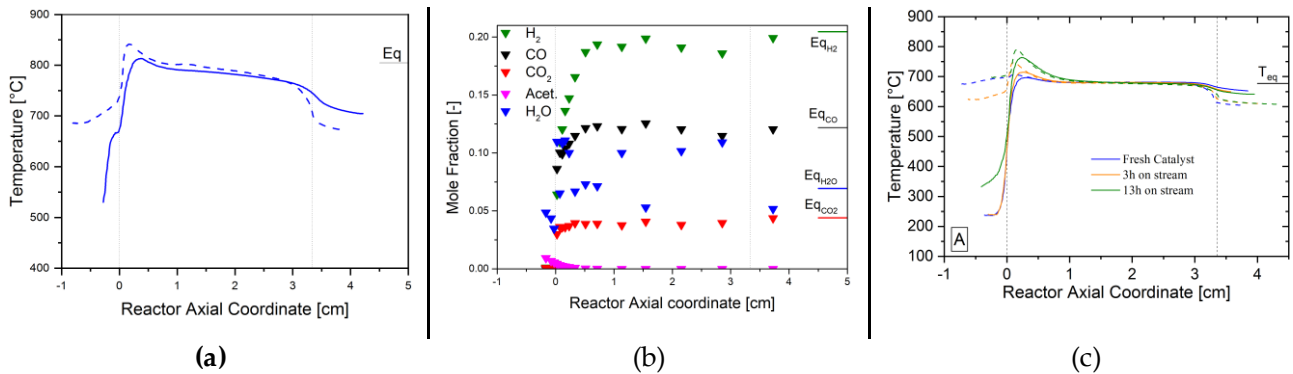 900
800
700
600
500
400
Temperature [°C]
Eq
-1 0 1 2 3 4 5
Reactor Axial Coordinate [cm]
(a)
H2
CO
CO2
Acet.
H2O
0.20
0.15
0.10
0.05
0.00
Mole Fraction [-]
EqH2
EqCO
EqH2O
EqCO2
-1 0 1 2 3 4 5
Reactor Axial coordinate [cm]
(b)
900
800
700
600
500
400
300
200
100
Temperature [°C]
Teq
Fresh Catalyst
3h on stream
13h on stream
A
-1 0 1 2 3 4
Reactor Axial Coordinate [cm]
(c)